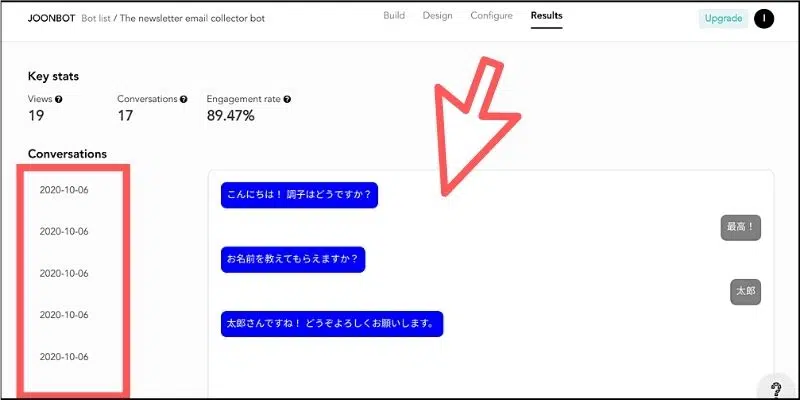 JOONBOT Bot list / The newsletter email collector bot Build Design Configure Results Upgrade I
Key stats
Views ? Conversations ? Engagement rate ?
19 17 89.47%
Conversations
2020-10-06
2020-10-06
2020-10-06
2020-10-06
2020-10-06
こんにちは！ 調子はどうですか？
最高！
お名前を教えてもらえますか？
太郎
太郎さんですね！ どうぞよろしくお願いします。
?